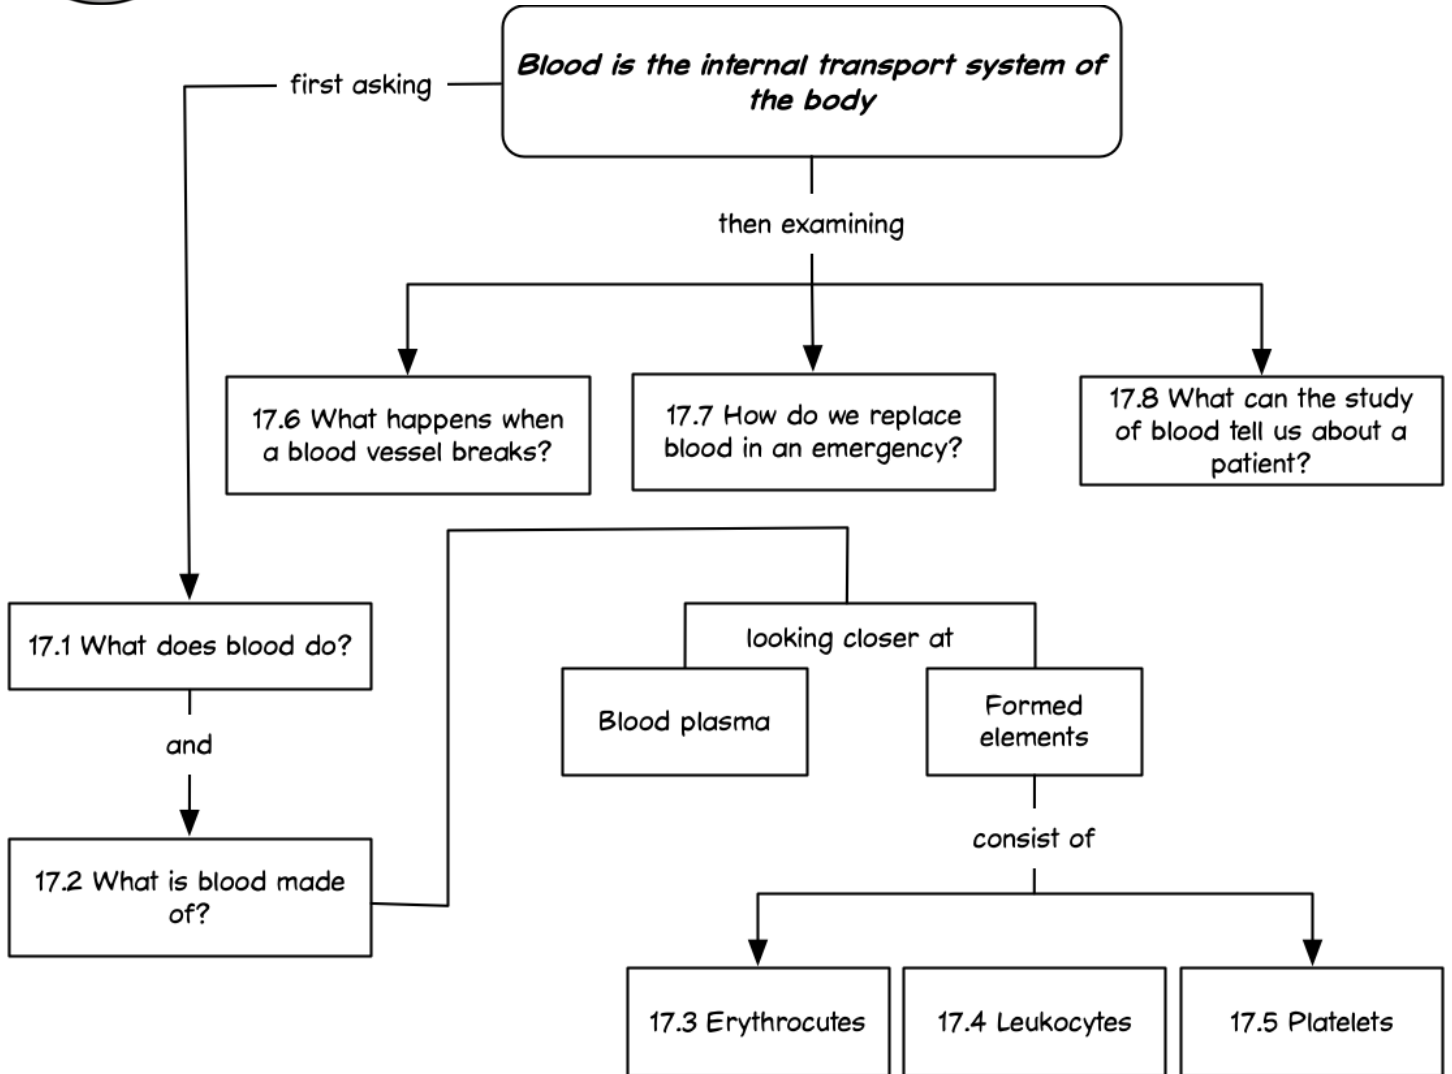 first asking
Blood is the internal transport system of
the body
then examining
17.6 What happens when
a blood vessel breaks?
17.7 How do we replace
blood in an emergency?
17.8 What can the study
of blood tell us about a
patient?
17.1 What does blood do?
looking closer at
Blood plasma
Formed
elements
and
consist of
17.2 What is blood made
of?
17.3 Erythrocutes
17.4 Leukocytes
17.5 Platelets